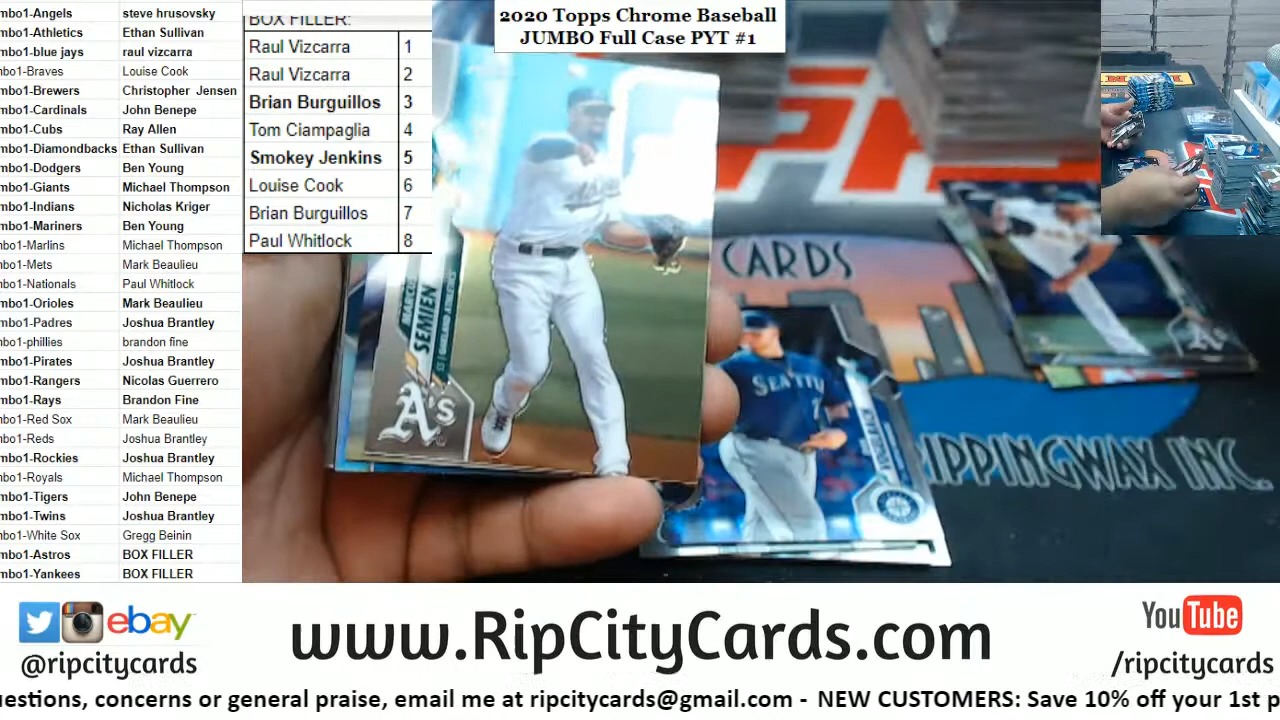 mbo1-Angels steve hrusovsky
mbo1-Athletics Ethan Sullivan
mbo1-blue jays raul vizcarra
mbo1-Braves Louise Cook
mbo1-Brewers Christopher Jensen
mbo1-Cardinals John Benepe
mbo1-Cubs Ray Allen
mbo1-Diamondbacks Ethan Sullivan
mbo1-Dodgers Ben Young
mbo1-Giants Michael Thompson
mbo1-Indians Nicholas Kriger
mbo1-Mariners Ben Young
mbo1-Marlins Michael Thompson
mbo1-Mets Mark Beaulieu
mbo1-Nationals Paul Whitlock
mbo1-Orioles Mark Beaulieu
mbo1-Padres Joshua Brantley
mbo1-phillies brandon fine
mbo1-Pirates Joshua Brantley
mbo1-Rangers Nicolas Guerrero
mbo1-Rays Brandon Fine
mbo1-Red Sox Mark Beaulieu
mbo1-Reds Joshua Brantley
mbo1-Rockies Joshua Brantley
mbo1-Royals Michael Thompson
mbo1-Tigers John Benepe
mbo1-Twins Joshua Brantley
mbo1-White Sox Gregg Beinin
mbo1-Astros BOX FILLER
mbo1-Yankees BOX FILLER
BOX FILLER:
Raul Vizcarra 1
Raul Vizcarra 2
Brian Burguillos 3
Tom Ciampaglia 4
Smokey Jenkins 5
Louise Cook 6
Brian Burguillos 7
Paul Whitlock 8
2020 Topps Chrome Baseball
JUMBO Full Case PYT #1
MARCUS
SEMIEN
SS OAKLAND ATHLETICS
A's
CARDS
SEATTL
A's
RIPPINGWAX INC.
ebay
@ripcitycards
www.RipCityCards.com
YouTube
/ripcitycards
uestions, concerns or general praise, email me at ripcitycards@gmail.com - NEW CUSTOMERS: Save 10% off your 1st p